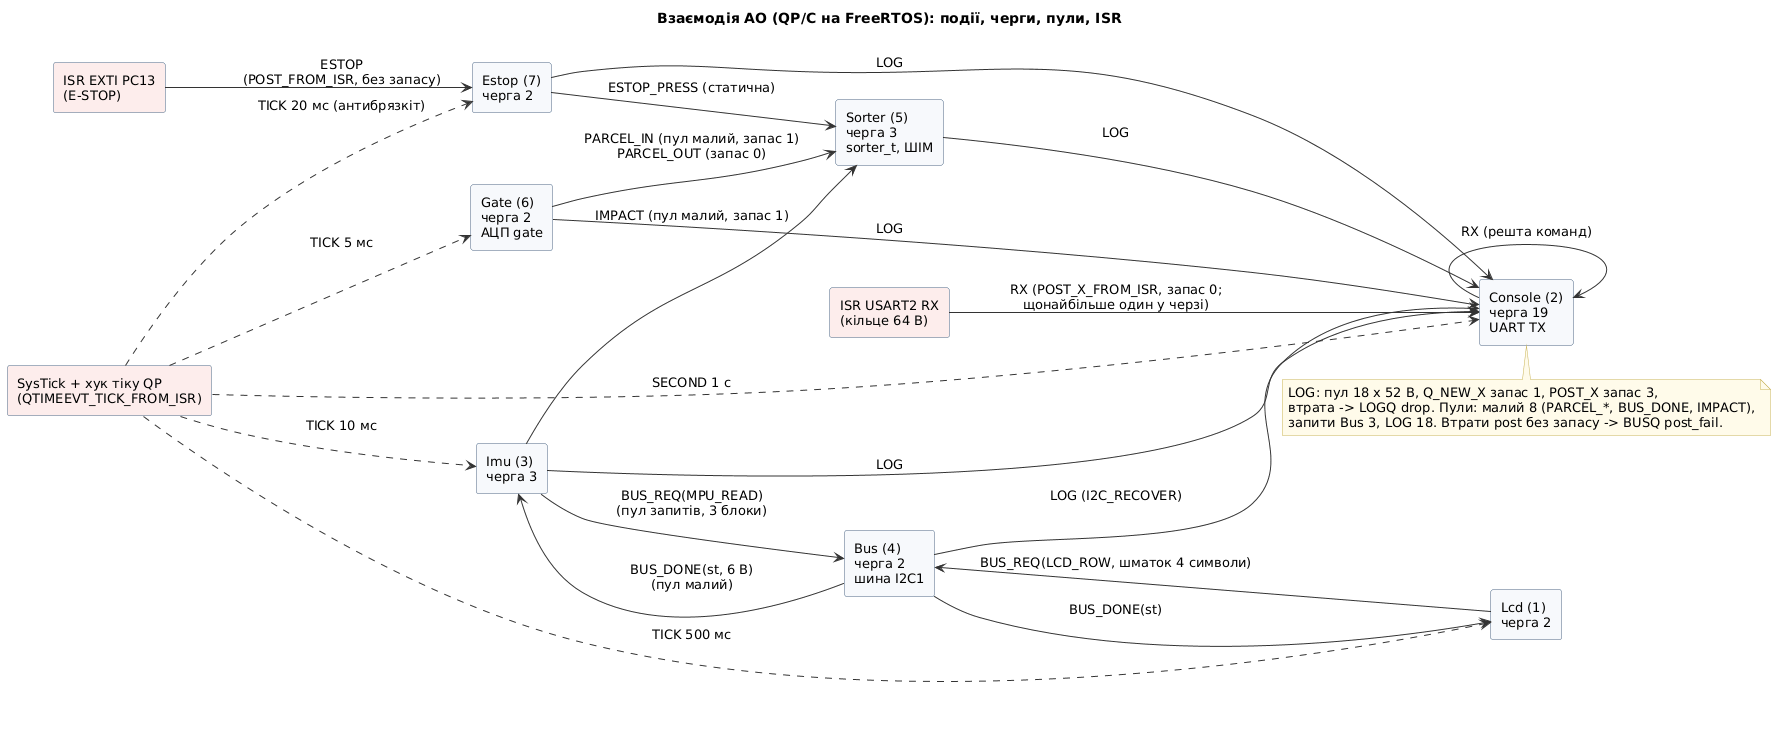 Взаємодія АО (QP/C на FreeRTOS): події, черги, пули, ISR
ISR EXTI PC13
(E-STOP)
ESTOP
(POST_FROM_ISR, без запасу)
TICK 20 мс (антибрязкіт)
Estop (7)
черга 2
LOG
ESTOP_PRESS (статична)
Sorter (5)
черга 3
sorter_t, ШІМ
LOG
PARCEL_IN (пул малий, запас 1)
PARCEL_OUT (запас 0)
Gate (6)
черга 2
АЦП gate
TICK 5 мс
IMPACT (пул малий, запас 1)
LOG
RX (решта команд)
ISR USART2 RX
(кільце 64 B)
RX (POST_X_FROM_ISR, запас 0;
щонайбільше один у черзі)
Console (2)
черга 19
UART TX
SysTick + хук тіку QP
(QTIMEEVT_TICK_FROM_ISR)
SECOND 1 с
LOG: пул 18 x 52 B, Q_NEW_X запас 1, POST_X запас 3,
втрата -> LOGQ drop. Пули: малий 8 (PARCEL_*, BUS_DONE, IMPACT),
запити Bus 3, LOG 18. Втрати post без запасу -> BUSQ post_fail.
TICK 10 мс
Imu (3)
черга 3
LOG
BUS_REQ(MPU_READ)
(пул запитів, 3 блоки)
LOG (I2C_RECOVER)
Bus (4)
черга 2
шина I2C1
BUS_DONE(st, 6 B)
(пул малий)
BUS_REQ(LCD_ROW, шматок 4 символи)
BUS_DONE(st)
Lcd (1)
черга 2
TICK 500 мс